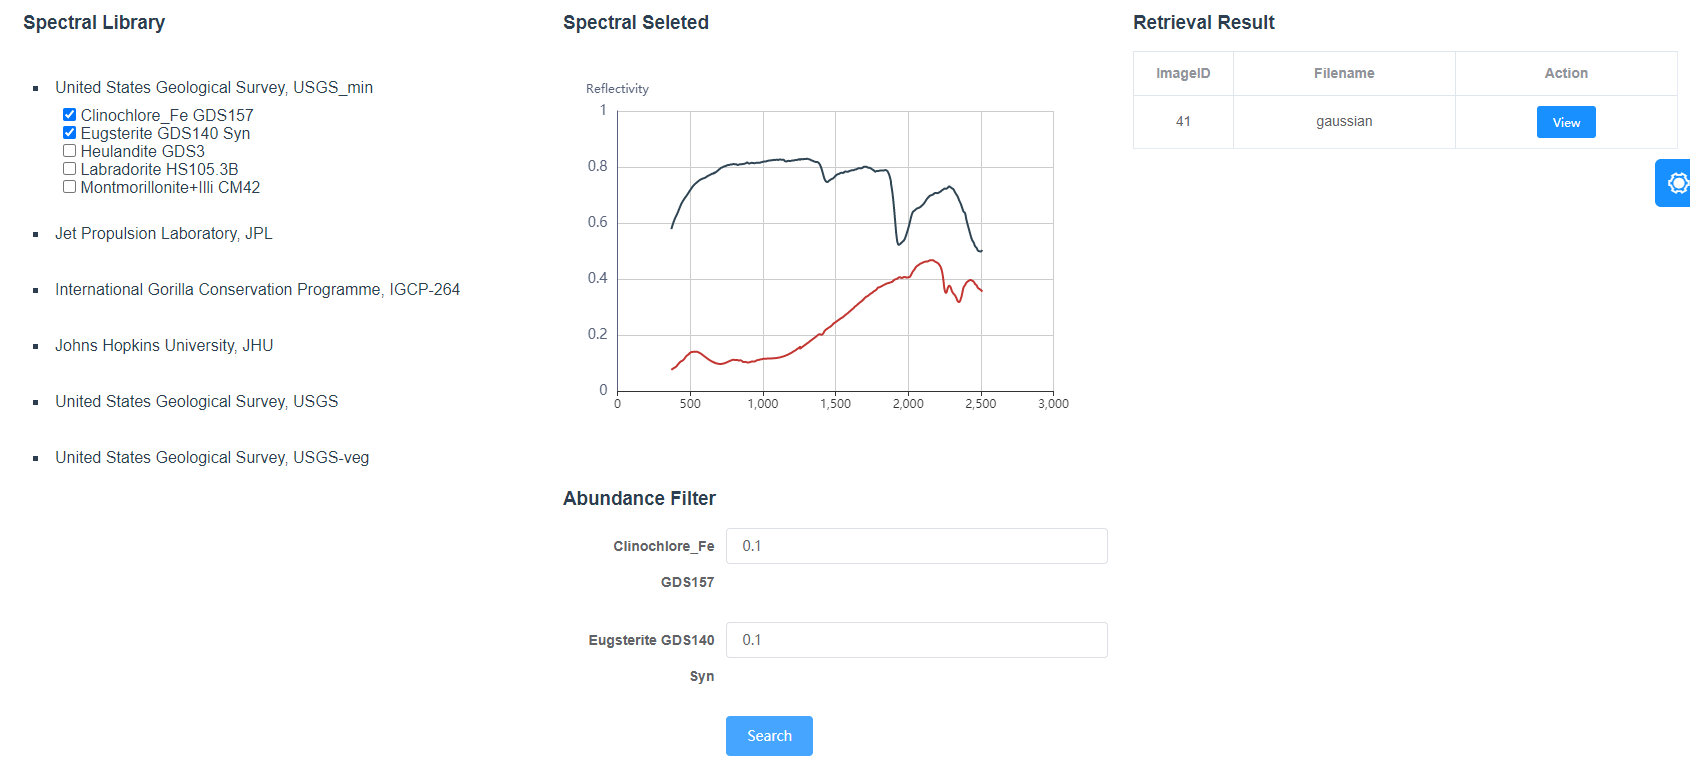 Spectral Library
United States Geological Survey, USGS_min
Clinochlore_Fe GDS157
Eugsterite GDS140 Syn
Heulandite GDS3
Labradorite HS105.3B
Montmorillonite+Illi CM42
Jet Propulsion Laboratory, JPL
International Gorilla Conservation Programme, IGCP-264
Johns Hopkins University, JHU
United States Geological Survey, USGS
United States Geological Survey, USGS-veg
Spectral Seleted
Reflectivity
1
0.8
0.6
0.4
0.2
0
0 500 1,000 1,500 2,000 2,500 3,000
Abundance Filter
Clinochlore_Fe 0.1
GDS157
Eugsterite GDS140 0.1
Syn
Search
Retrieval Result
ImageID Filename Action
41 gaussian View